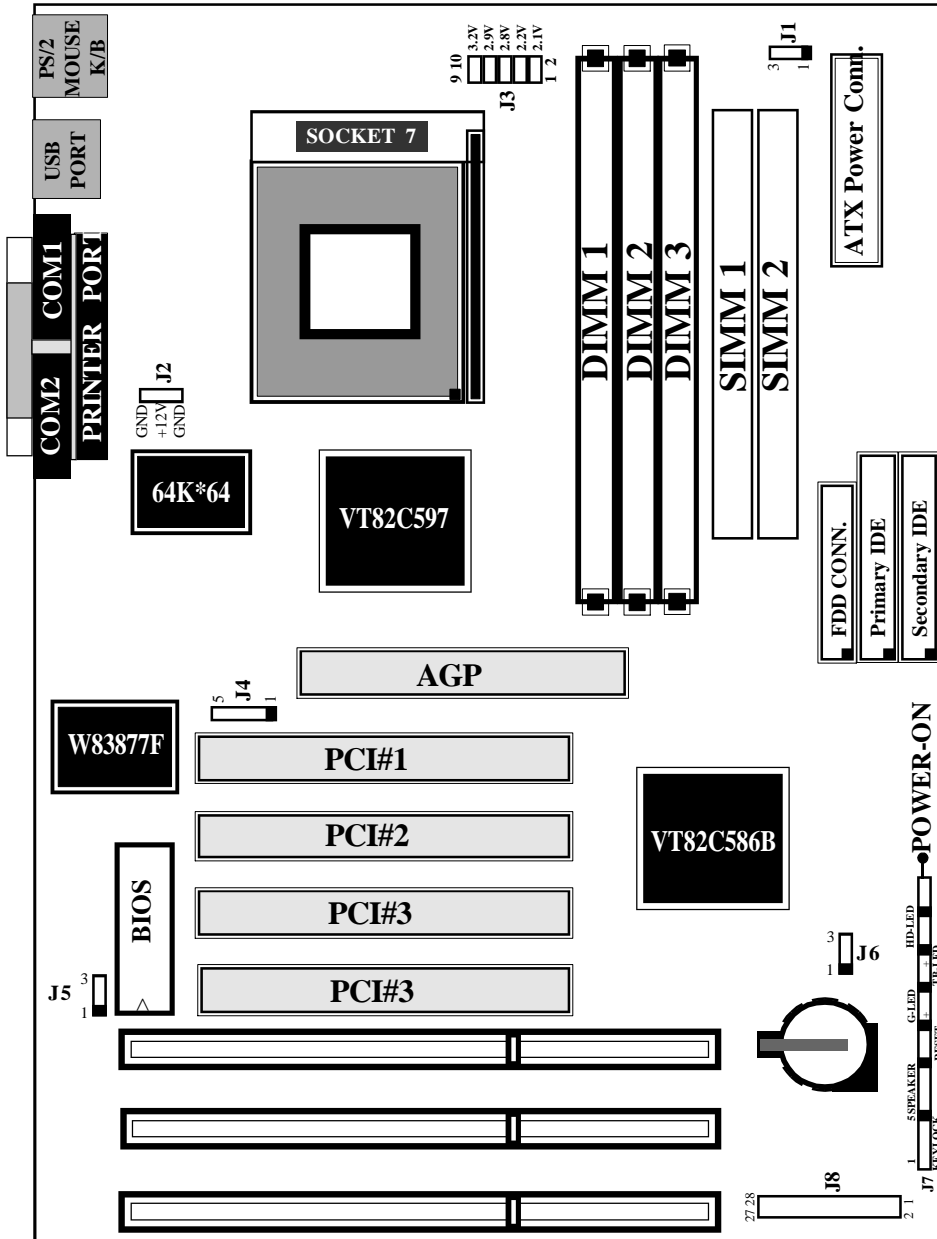 PS/2
MOUSE
K/B
USB
PORT
COM1
COM2
PRINTER PORT
J2
GND
+12V
GND
SOCKET 7
3.2V
2.9V
2.8V
2.2V
2.1V
9 10
1 2
J3
J1
3
1
ATX Power Conn.
DIMM 1
DIMM 2
DIMM 3
SIMM 1
SIMM 2
64K*64
VT82C597
FDD CONN.
Primary IDE
Secondary IDE
AGP
J4
5
1
W83877F
PCI#1
PCI#2
PCI#3
PCI#3
VT82C586B
BIOS
J5
3
1
J6
3
1
POWER-ON
HD-LED
+
G-LED
+
SPEAKER
5
1
KEYLOCK
J7
J8
27 28
2 1